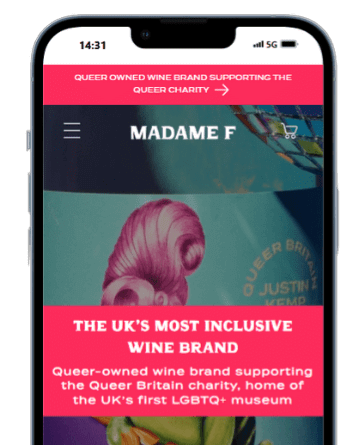 14:31
5G
QUEER OWNED WINE BRAND SUPPORTING THE
QUEER CHARITY
MADAME F
QUEER BRITAIN
JUSTIN
KEMP
THE UK'S MOST INCLUSIVE
WINE BRAND
Queer-owned wine brand supporting
the Queer Britain charity, home of
the UK's first LGBTQ+ museum